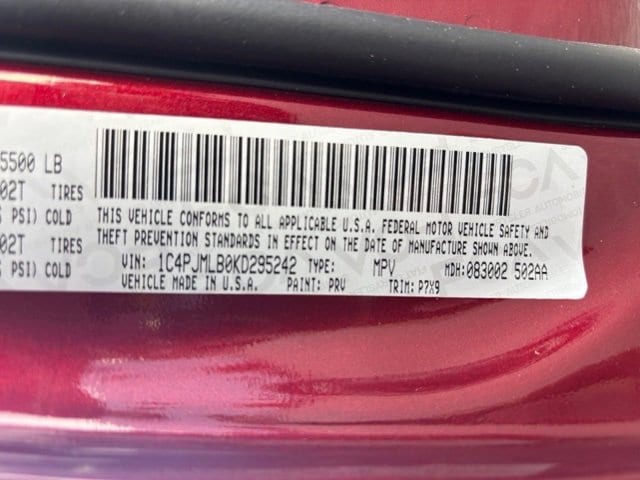 5500 LB
02T TIRES
PSI) COLD
02T TIRES
PSI) COLD
THIS VEHICLE CONFORMS TO ALL APPLICABLE U.S.A. FEDERAL MOTOR VEHICLE SAFETY AND
THEFT PREVENTION STANDARDS IN EFFECT ON THE DATE OF MANUFACTURE SHOWN ABOVE.
VIN: 1C4PJMLB0KD295242 TYPE: MPV MDH:083002 502AA
VEHICLE MADE IN U.S.A. PAINT: PRV TRIM: P7X9